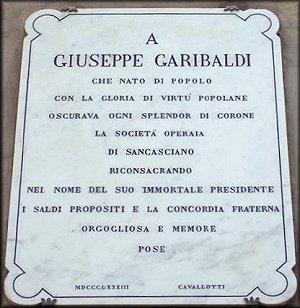 A
GIUSEPPE GARIBALDI
CHE NATO DI POPOLO
CON LA GLORIA DI VIRTÙ POPOLANE
OSCURAVA OGNI SPLENDOR DI CORONE
LA SOCIETÀ OPERAIA
DI SANCASCIANO
RICONSACRANDO
NEL NOME DEL SUO IMMORTALE PRESIDENTE
I SALDI PROPOSITI E LA CONCORDIA FRATERNA
ORGOGLIOSA E MEMORE
POSE
MDCCCLXXXIII CAVALLOTTI